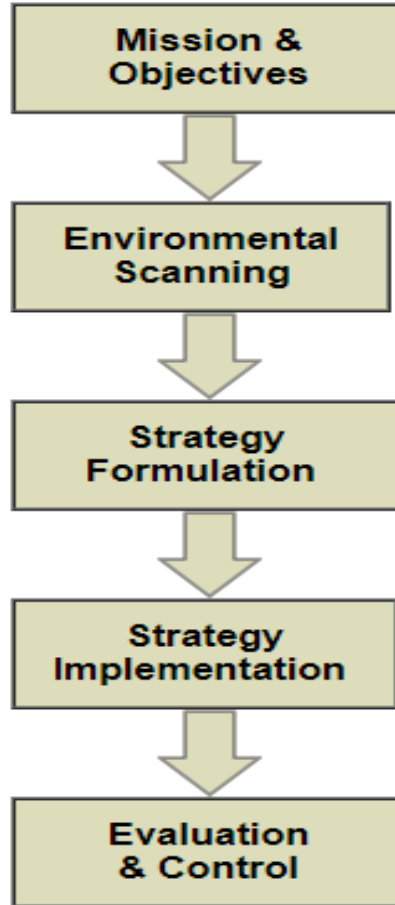 Mission &
Objectives
Environmental
Scanning
Strategy
Formulation
Strategy
Implementation
Evaluation
& Control